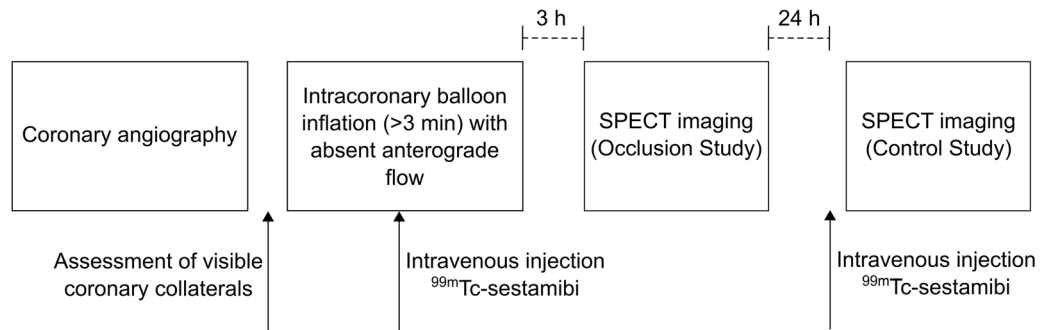 3 h
24 h
Coronary angiography
Intracoronary balloon
inflation (>3 min) with
absent anterograde
flow
SPECT imaging
(Occlusion Study)
SPECT imaging
(Control Study)
Assessment of visible
coronary collaterals
Intravenous injection
⁹⁹ᵐTc-sestamibi
Intravenous injection
⁹⁹ᵐTc-sestamibi